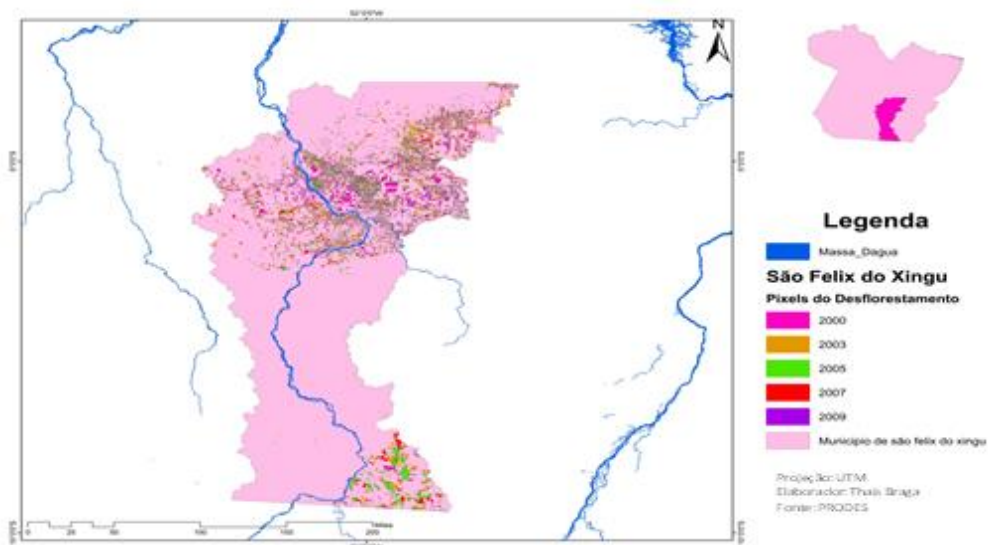 N
Legenda
Massa_Dagua
São Felix do Xingu
Pixels do Desflorestamento
2000
2003
2005
2007
2009
Municipio de são felix do xingu
Projeção: UTM
Elaborador: Thais Braga
Fonte: PRODES
0 25 50 100 150 200